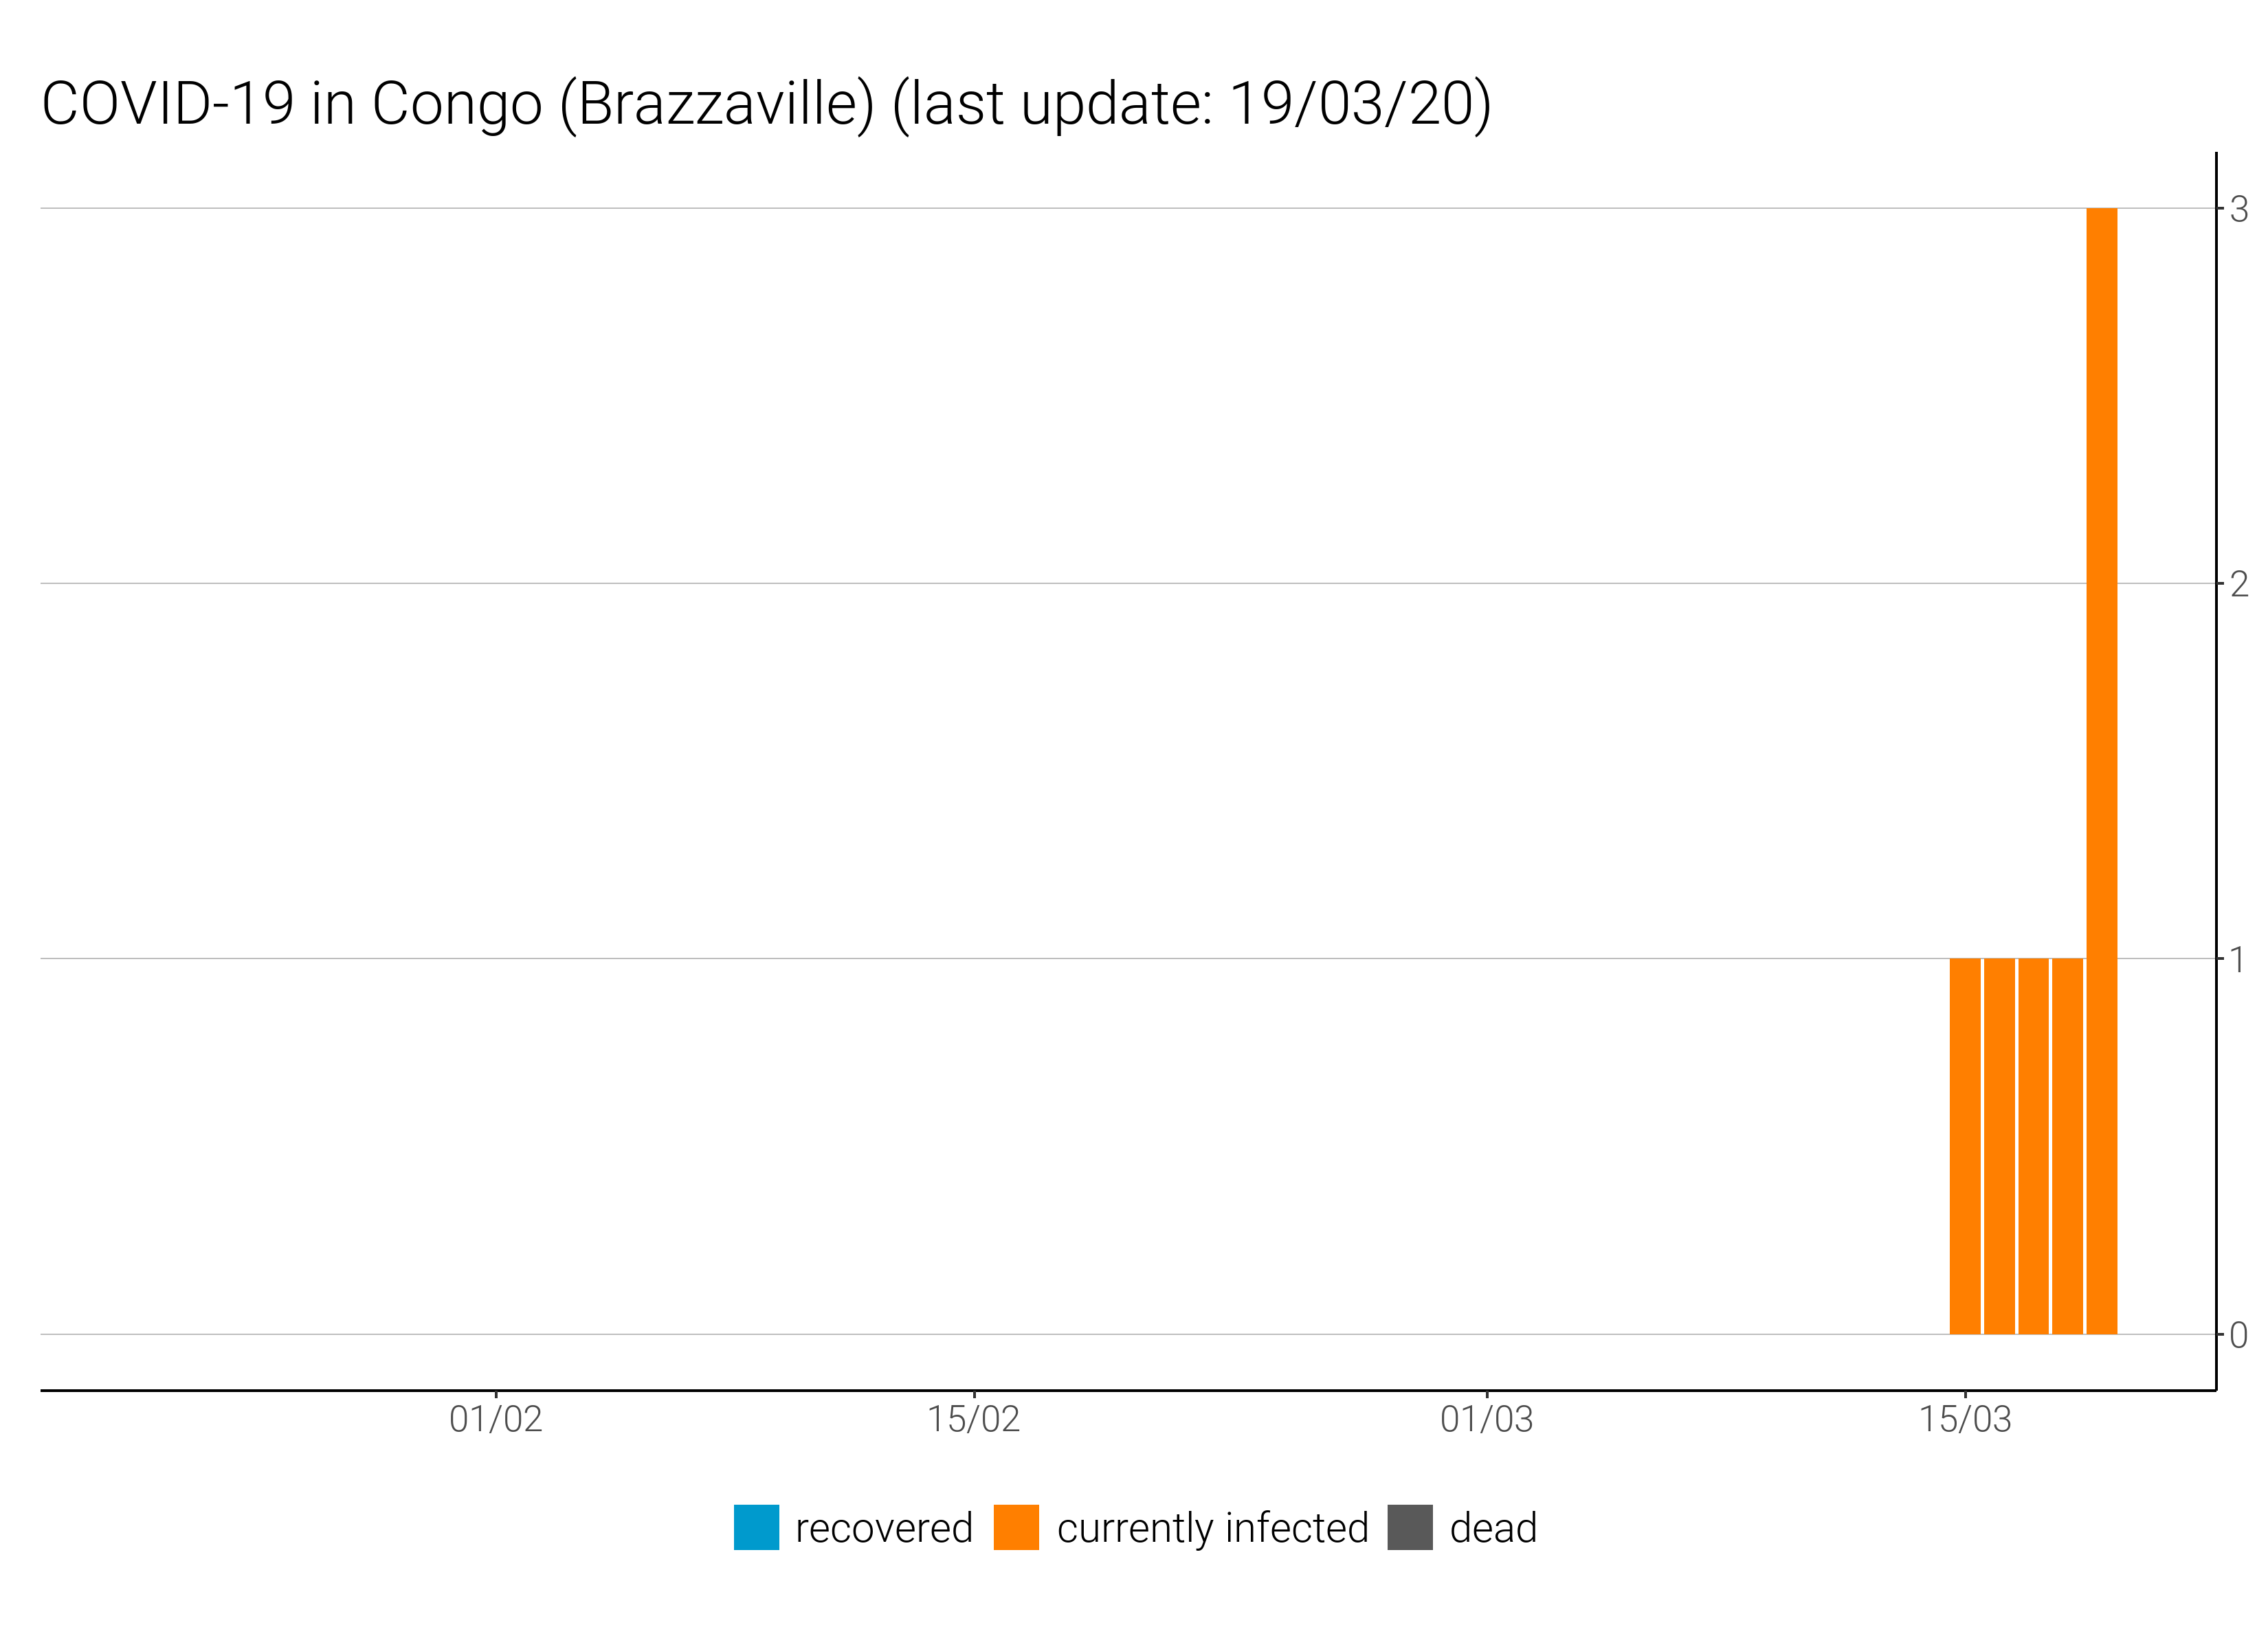 COVID-19 in Congo (Brazzaville) (last update: 19/03/20)
3
2
1
0
01/02 15/02 01/03 15/03
recovered currently infected dead